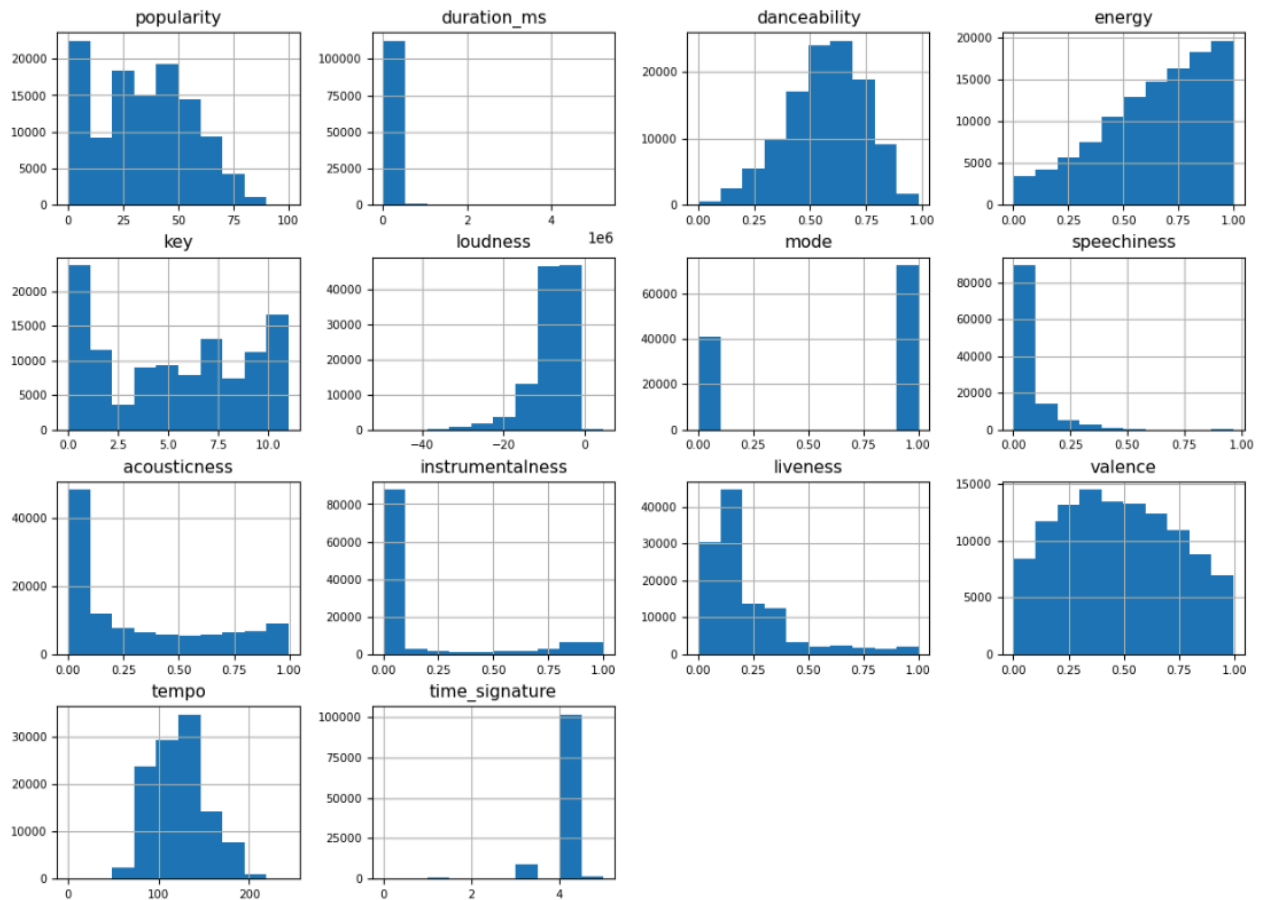 popularity
20000
15000
10000
5000
0
0 25 50 75 100
duration_ms
100000
75000
50000
25000
0
0 2 4
1e6
danceability
20000
10000
0
0.00 0.25 0.50 0.75 1.00
energy
20000
15000
10000
5000
0
0.00 0.25 0.50 0.75 1.00
key
20000
15000
10000
5000
0
0.0 2.5 5.0 7.5 10.0
loudness
40000
30000
20000
10000
0
−40 −20 0
mode
60000
40000
20000
0
0.00 0.25 0.50 0.75 1.00
speechiness
80000
60000
40000
20000
0
0.00 0.25 0.50 0.75 1.00
acousticness
40000
20000
0
0.00 0.25 0.50 0.75 1.00
instrumentalness
80000
60000
40000
20000
0
0.00 0.25 0.50 0.75 1.00
liveness
40000
30000
20000
10000
0
0.00 0.25 0.50 0.75 1.00
valence
15000
10000
5000
0
0.00 0.25 0.50 0.75 1.00
tempo
30000
20000
10000
0
0 100 200
time_signature
100000
75000
50000
25000
0
0 2 4